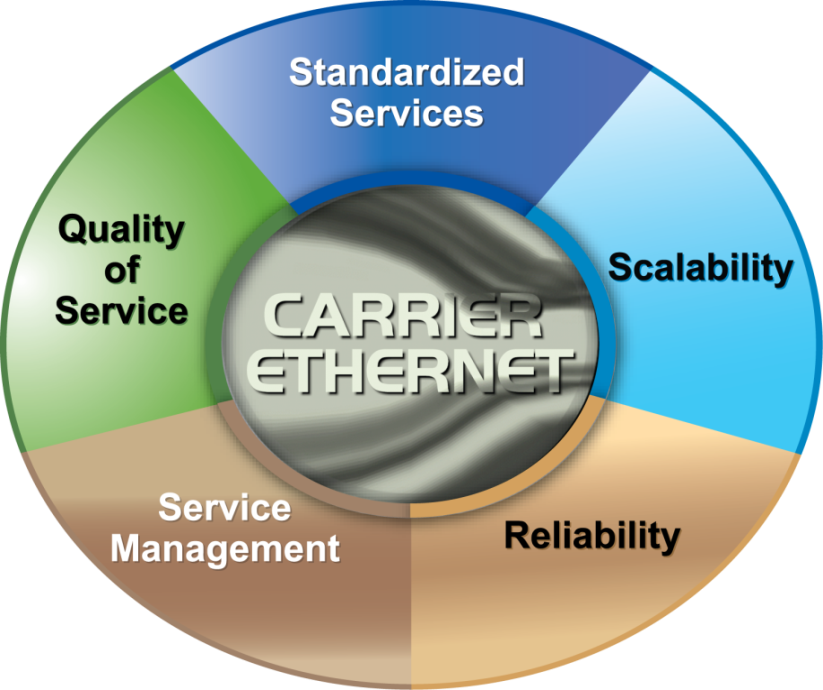 Standardized
Services
Quality
of
Service
Scalability
CARRIER
ETHERNET
Service
Management
Reliability